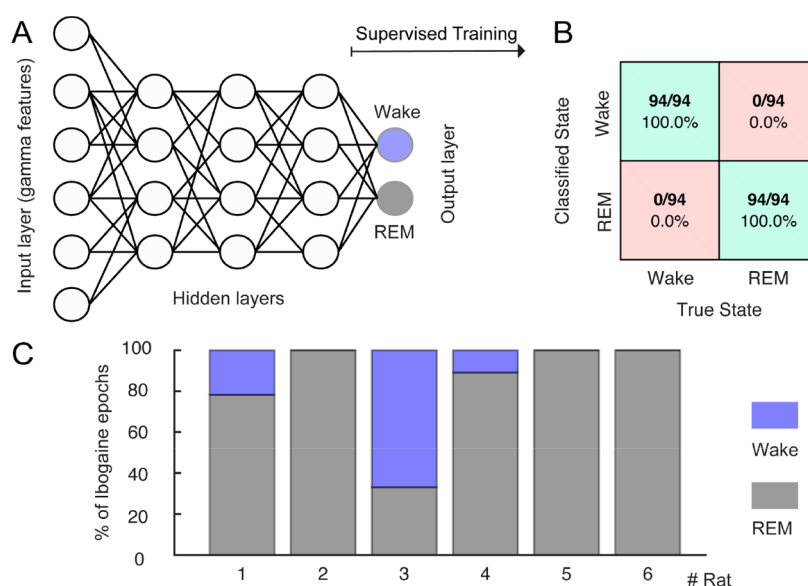 A
Supervised Training
B
Input layer (gamma features)
Wake
REM
Output layer
Hidden layers
Classified State
Wake
REM
94/94
100.0%
0/94
0.0%
0/94
0.0%
94/94
100.0%
Wake
REM
True State
C
% of Ibogaine epochs
100
80
60
40
20
0
1
2
3
4
5
6
# Rat
Wake
REM